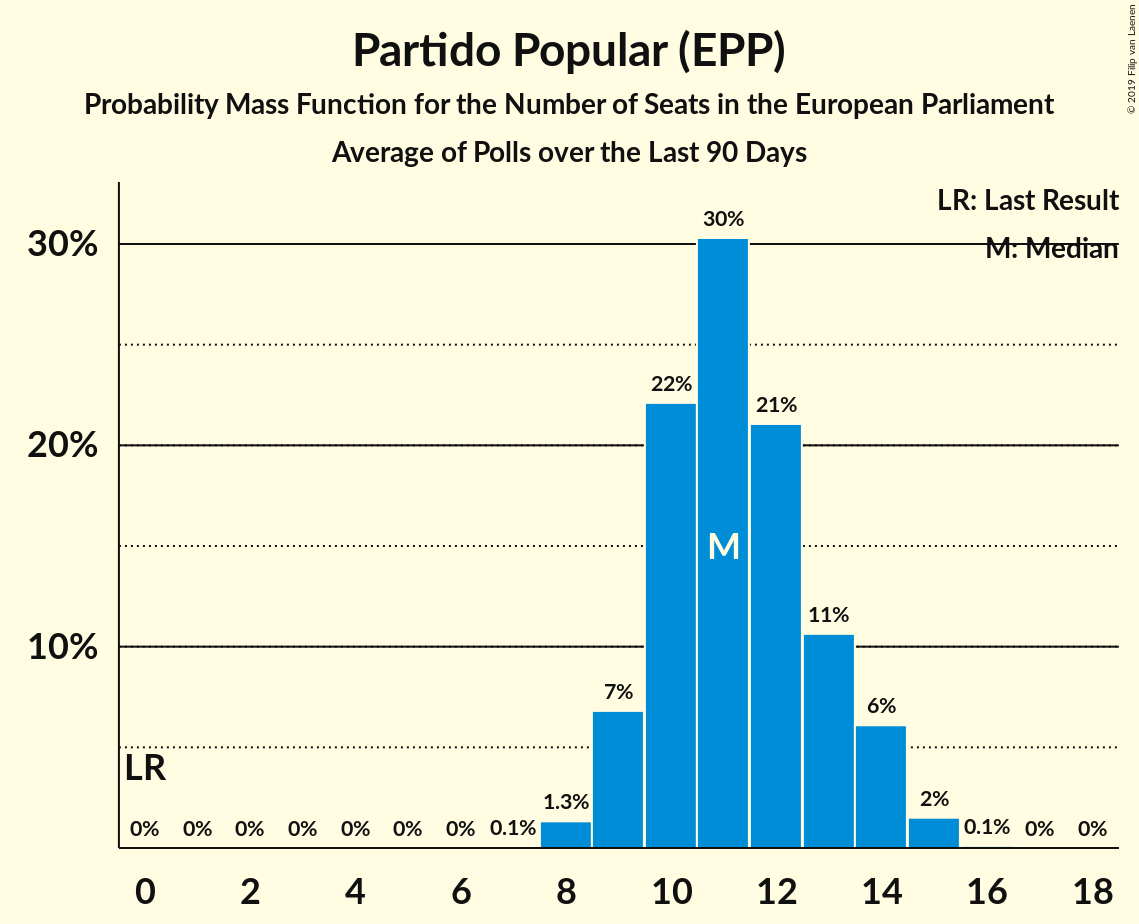 Partido Popular (EPP)
Probability Mass Function for the Number of Seats in the European Parliament
Average of Polls over the Last 90 Days
© 2019 Filip van Laenen
LR: Last Result
M: Median
30%
20%
10%
30%
22%
21%
M
11%
7%
6%
LR
1.3%
2%
0% 0% 0% 0% 0% 0% 0% 0.1% 0.1% 0% 0%
0 2 4 6 8 10 12 14 16 18